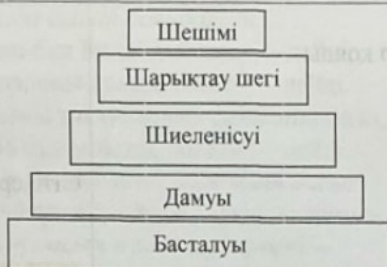 Шешімі
Шарықтау шегі
Шиеленісуі
Дамуы
Басталуы